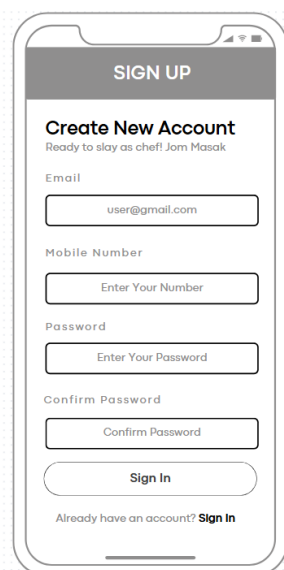 SIGN UP
Create New Account
Ready to slay as chef! Jom Masak
Email
user@gmail.com
Mobile Number
Enter Your Number
Password
Enter Your Password
Confirm Password
Confirm Password
Sign In
Already have an account? Sign In